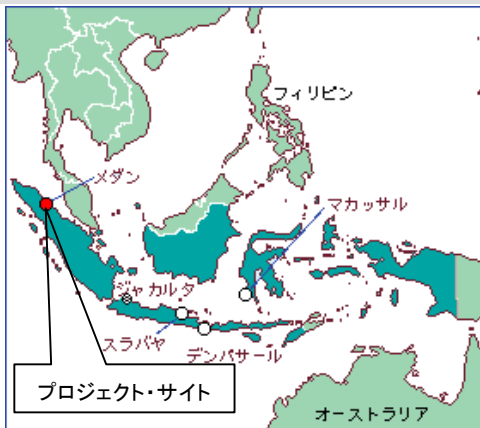 フィリピン
メダン
マカッサル
ジャカルタ
スラバヤ
デンパサール
プロジェクト・サイト
オーストラリア